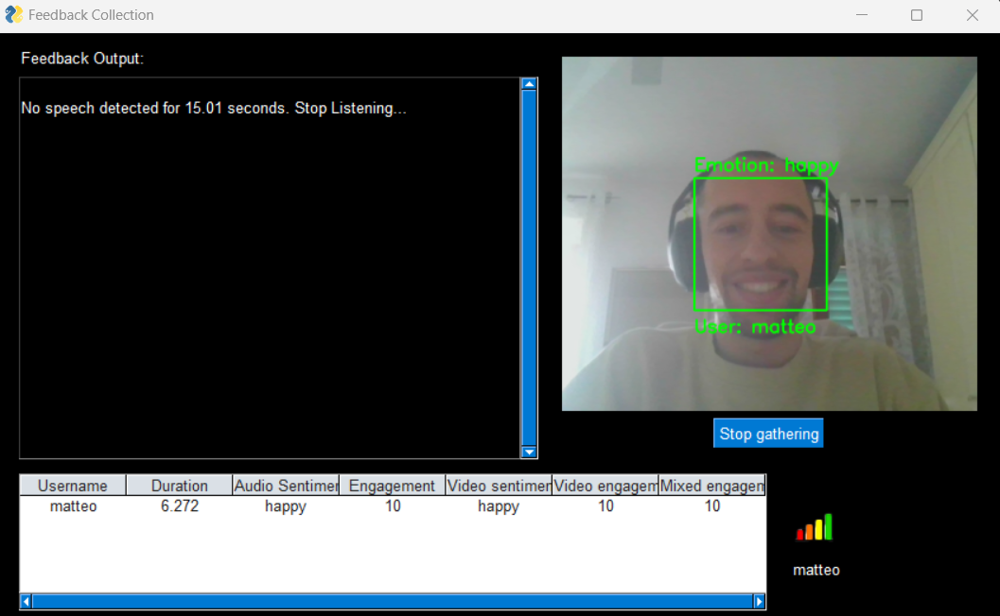 Feedback Collection
Feedback Output:
No speech detected for 15.01 seconds. Stop Listening...
Emotion: happy
User: matteo
Stop gathering
Username Duration Audio Sentimer Engagement Video sentimer Video engagem Mixed engagen
matteo 6.272 happy 10 happy 10 10
matteo